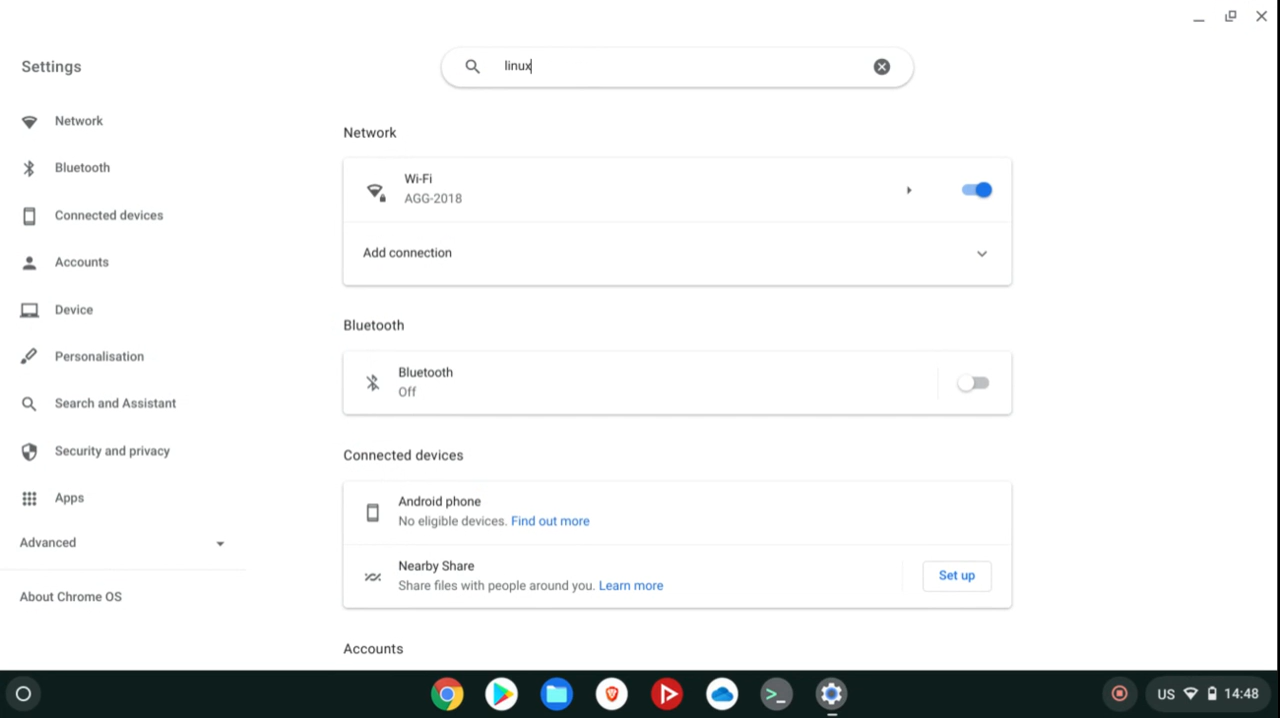 Settings
linux
Network
Bluetooth
Connected devices
Accounts
Device
Personalisation
Search and Assistant
Security and privacy
Apps
Advanced
About Chrome OS
Network
Wi-Fi
AGG-2018
Add connection
Bluetooth
Bluetooth
Off
Connected devices
Android phone
No eligible devices. Find out more
Nearby Share
Share files with people around you. Learn more
Set up
Accounts
US 14:48